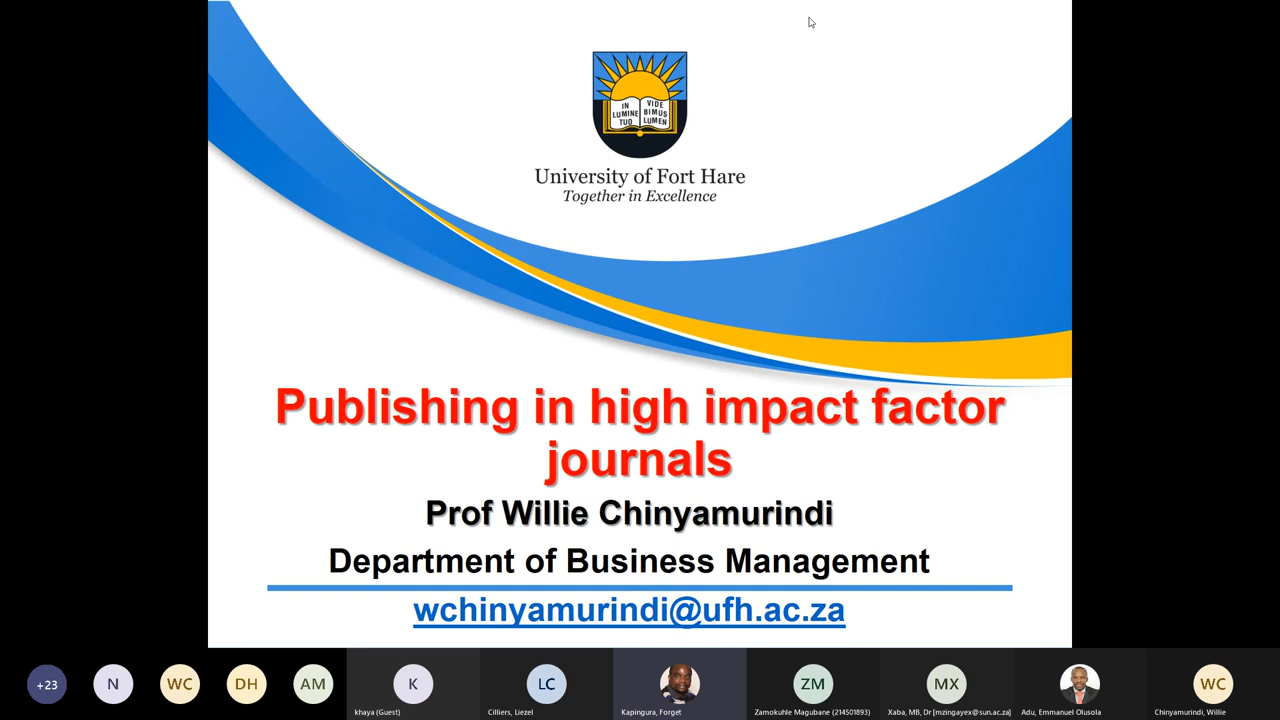 IN
LUMINE
TUO
VIDE
BIMUS
LUMEN
University of Fort Hare
Together in Excellence
Publishing in high impact factor
journals
Prof Willie Chinyamurindi
Department of Business Management
wchinyamurindi@ufh.ac.za
+23
N
WC
DH
AM
K
LC
ZM
MX
WC
khaya (Guest)
Cilliers, Liezel
Kapingura, Forget
Zamokuhle Magubane (214501893)
Xaba, MB, Dr [mzingayex@sun.ac.za]
Adu, Emmanuel Olusola
Chinyamurindi, Willie